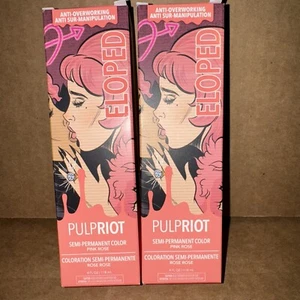 ANTI-OVERWORKING
ANTI SUR-MANIPULATION
ELOPED
PULPRIOT
SEMI-PERMANENT COLOR
PINK ROSE
COLORATION SEMI-PERMANENTE
ROSE ROSE
ANTI-OVERWORKING
ANTI SUR-MANIPULATION
ELOPED
PULPRIOT
SEMI-PERMANENT COLOR
PINK ROSE
COLORATION SEMI-PERMANENTE
ROSE ROSE